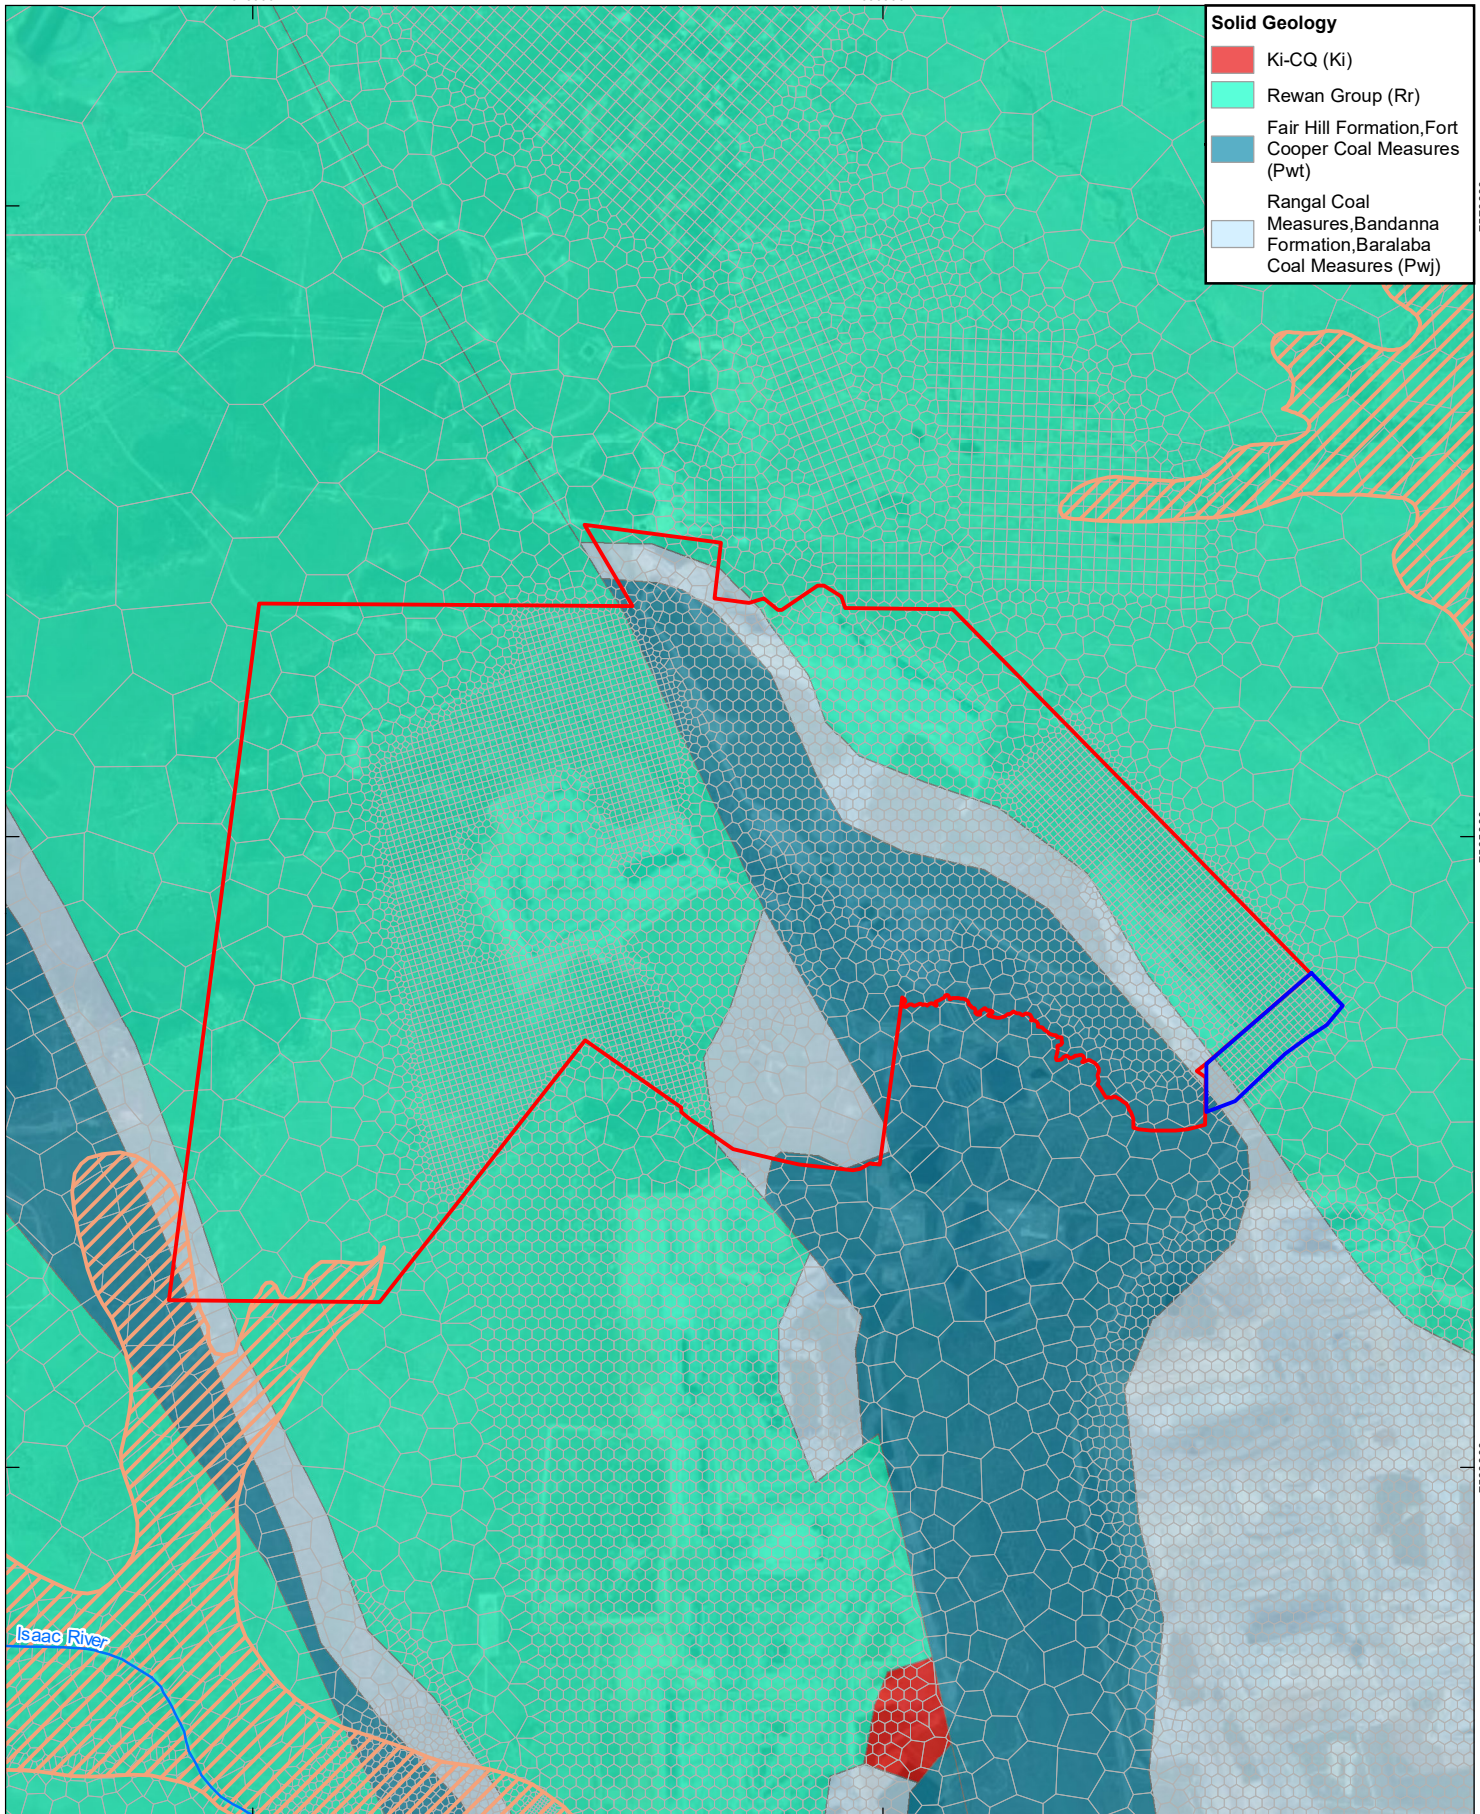 Solid Geology
Ki-CQ (Ki)
Rewan Group (Rr)
Fair Hill Formation,Fort
Cooper Coal Measures
(Pwt)
Rangal Coal
Measures,Bandanna
Formation,Baralaba
Coal Measures (Pwj)
Isaac River